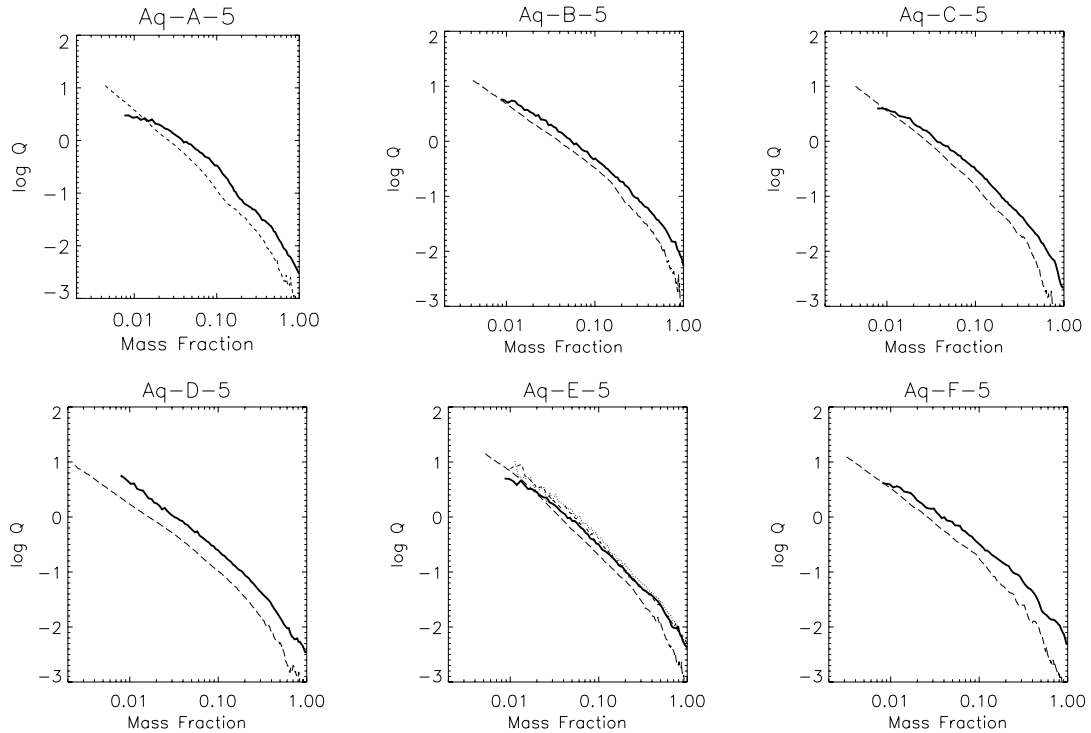 Aq-A-5
2
1
0
-1
-2
-3
log Q
0.01 0.10 1.00
Mass Fraction
Aq-B-5
2
1
0
-1
-2
-3
log Q
0.01 0.10 1.00
Mass Fraction
Aq-C-5
2
1
0
-1
-2
-3
log Q
0.01 0.10 1.00
Mass Fraction
Aq-D-5
2
1
0
-1
-2
-3
log Q
0.01 0.10 1.00
Mass Fraction
Aq-E-5
2
1
0
-1
-2
-3
log Q
0.01 0.10 1.00
Mass Fraction
Aq-F-5
2
1
0
-1
-2
-3
log Q
0.01 0.10 1.00
Mass Fraction